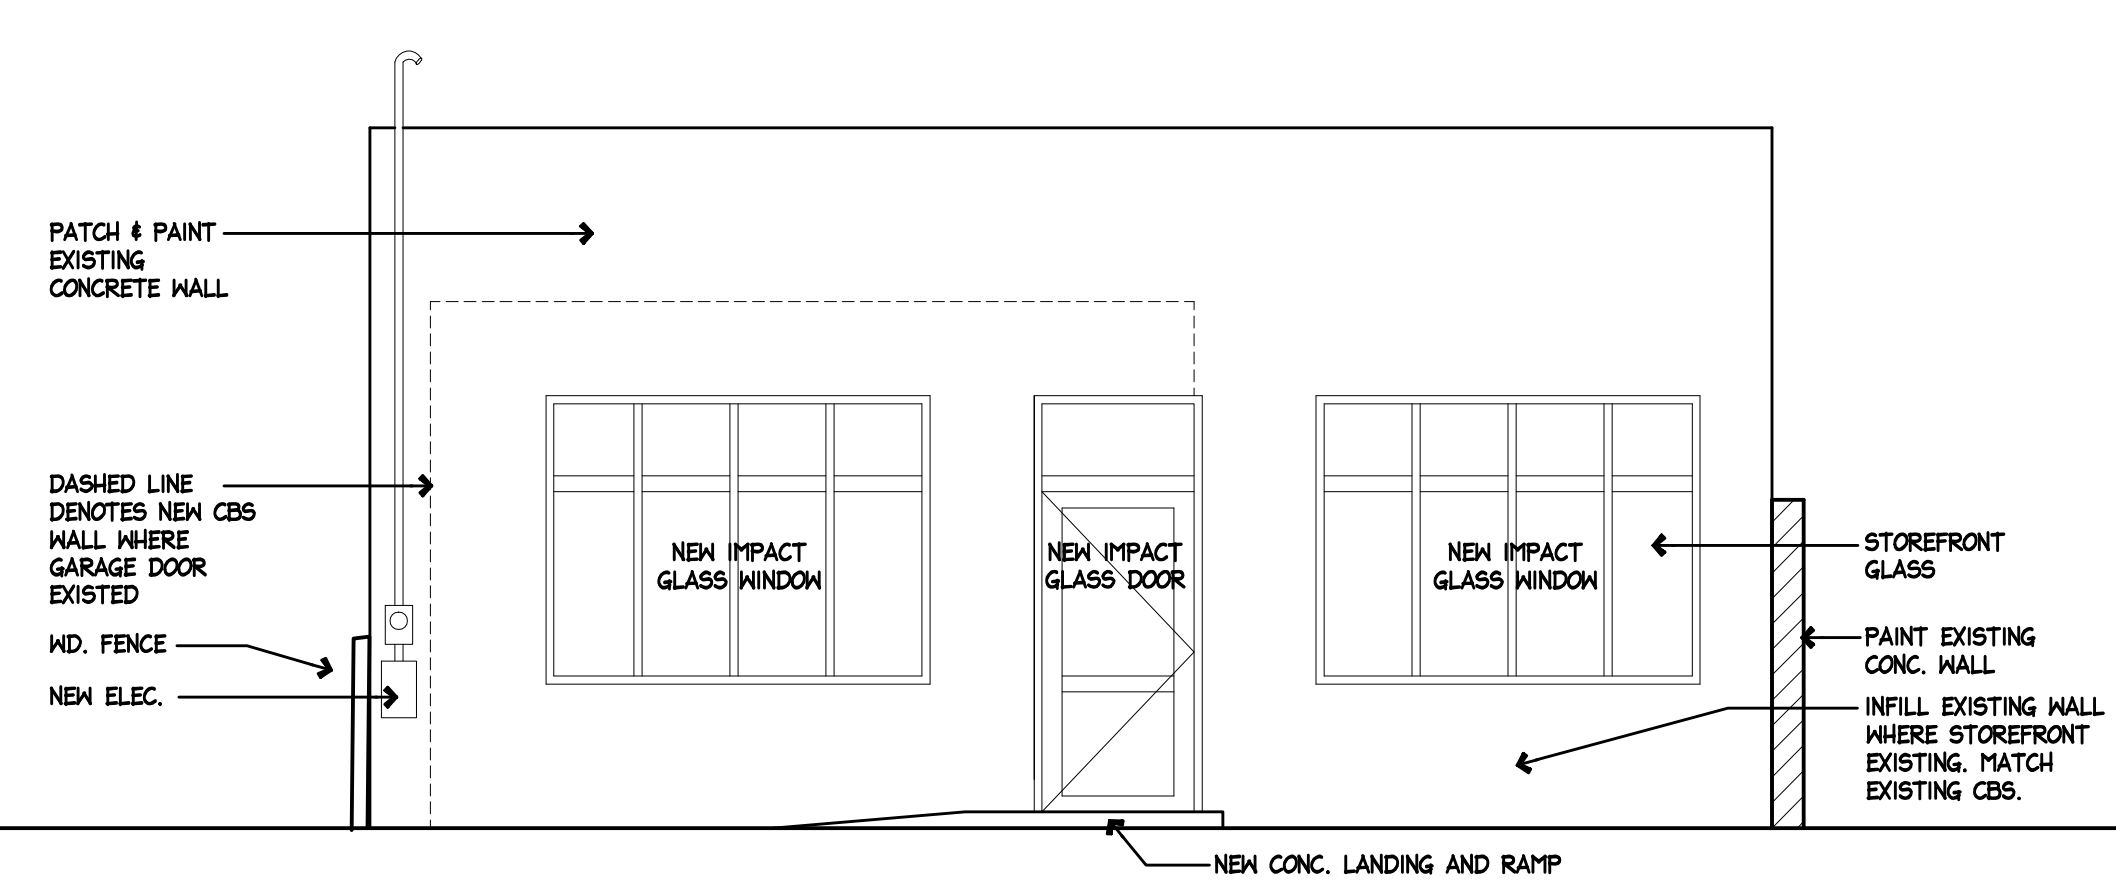 PATCH & PAINT
EXISTING
CONCRETE WALL
DASHED LINE
DENOTES NEW CBS
WALL WHERE
GARAGE DOOR
EXISTED
WD. FENCE
NEW ELEC.
NEW IMPACT
GLASS WINDOW
NEW IMPACT
GLASS DOOR
NEW IMPACT
GLASS WINDOW
STOREFRONT
GLASS
PAINT EXISTING
CONC. WALL
INFILL EXISTING WALL
WHERE STOREFRONT
EXISTING. MATCH
EXISTING CBS.
NEW CONC. LANDING AND RAMP